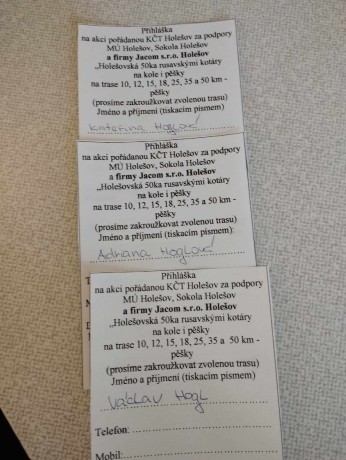 Přihláška
na akci pořádanou KČT Holešov za podpory
MÚ Holešov, Sokola Holešov
a firmy Jacom s.r.o. Holešov
„Holešovská 50ka rusavskými kotáry
na kole i pěšky
na trase 10, 12, 15, 18, 25, 35 a 50 km -
pěšky)
(prosíme zakroužkovat zvolenou trasu)
Jméno a příjmení (tiskacím písmem)
Kateřina Hoglová
Přihláška
na akci pořádanou KČT Holešov za podpory
MÚ Holešov, Sokola Holešov
a firmy Jacom s.r.o. Holešov
„Holešovská 50ka rusavskými kotáry
na kole i pěšky
na trase 10, 12, 15, 18, 25, 35 a 50 km -
pěšky)
(prosíme zakroužkovat zvolenou trasu)
Jméno a příjmení (tiskacím písmem):
Adriana Hoglová
Přihláška
na akci pořádanou KČT Holešov za podpory
MÚ Holešov, Sokola Holešov
a firmy Jacom s.r.o. Holešov
„Holešovská 50ka rusavskými kotáry
na kole i pěšky
na trase 10, 12, 15, 18, 25, 35 a 50 km -
pěšky)
(prosíme zakroužkovat zvolenou trasu)
Jméno a příjmení (tiskacím písmem)
Václav Hogl
Telefon:
Mobil: